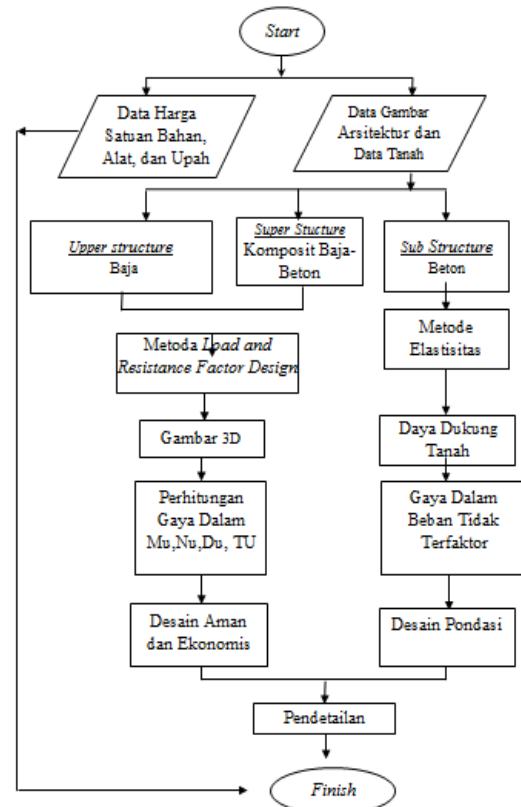 Start
Data Harga
Satuan Bahan,
Alat, dan Upah
Data Gambar
Arsitektur dan
Data Tanah
Upper structure
Baja
Super Stucture
Komposit Baja-
Beton
Sub Structure
Beton
Metoda Load and
Resistance Factor Design
Metode
Elastisitas
Gambar 3D
Daya Dukung
Tanah
Perhitungan
Gaya Dalam
Mu,Nu,Du, TU
Gaya Dalam
Beban Tidak
Terfaktor
Desain Aman
dan Ekonomis
Desain Pondasi
Pendetailan
Finish